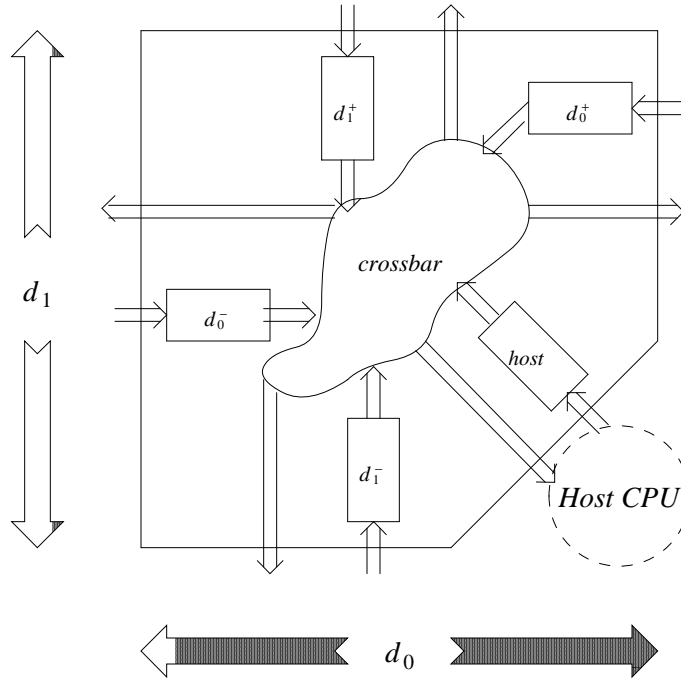 d₁⁺
d₀⁺
crossbar
d₁
d₀⁻
host
d₁⁻
Host CPU
d₀